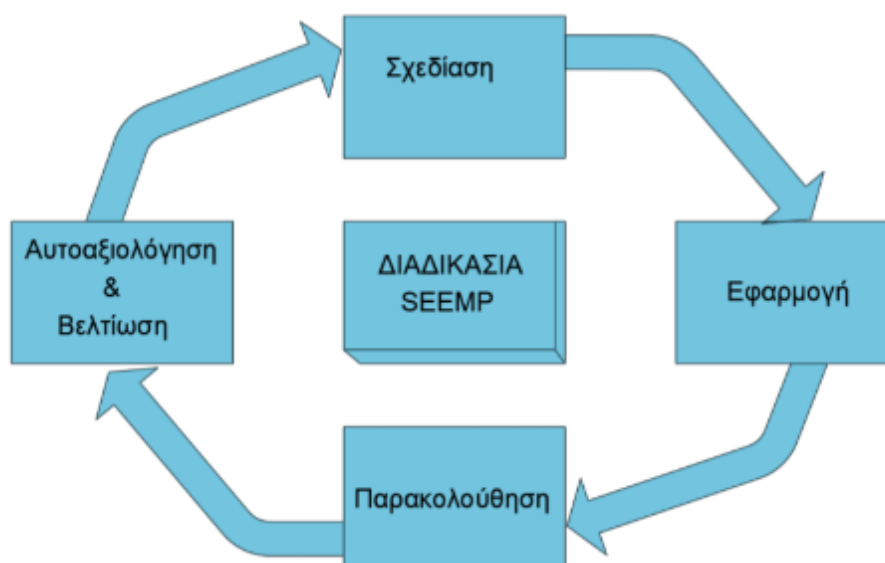 Σχεδίαση
Αυτοαξιολόγηση
&
Βελτίωση
ΔΙΑΔΙΚΑΣΙΑ
SEEMP
Εφαρμογή
Παρακολούθηση